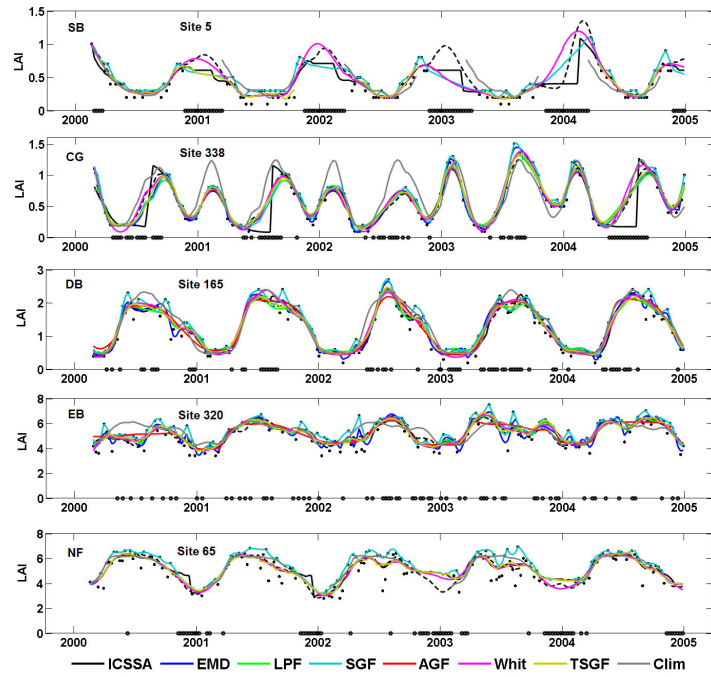 SB Site 5
1.5
1
0.5
0
LAI
2000 2001 2002 2003 2004 2005
CG Site 338
1.5
1
0.5
0
LAI
2000 2001 2002 2003 2004 2005
DB Site 165
3
2
1
0
LAI
2000 2001 2002 2003 2004 2005
EB Site 320
8
6
4
2
0
LAI
2000 2001 2002 2003 2004 2005
NF Site 65
8
6
4
2
0
LAI
2000 2001 2002 2003 2004 2005
ICSSA EMD LPF SGF AGF Whit TSGF Clim